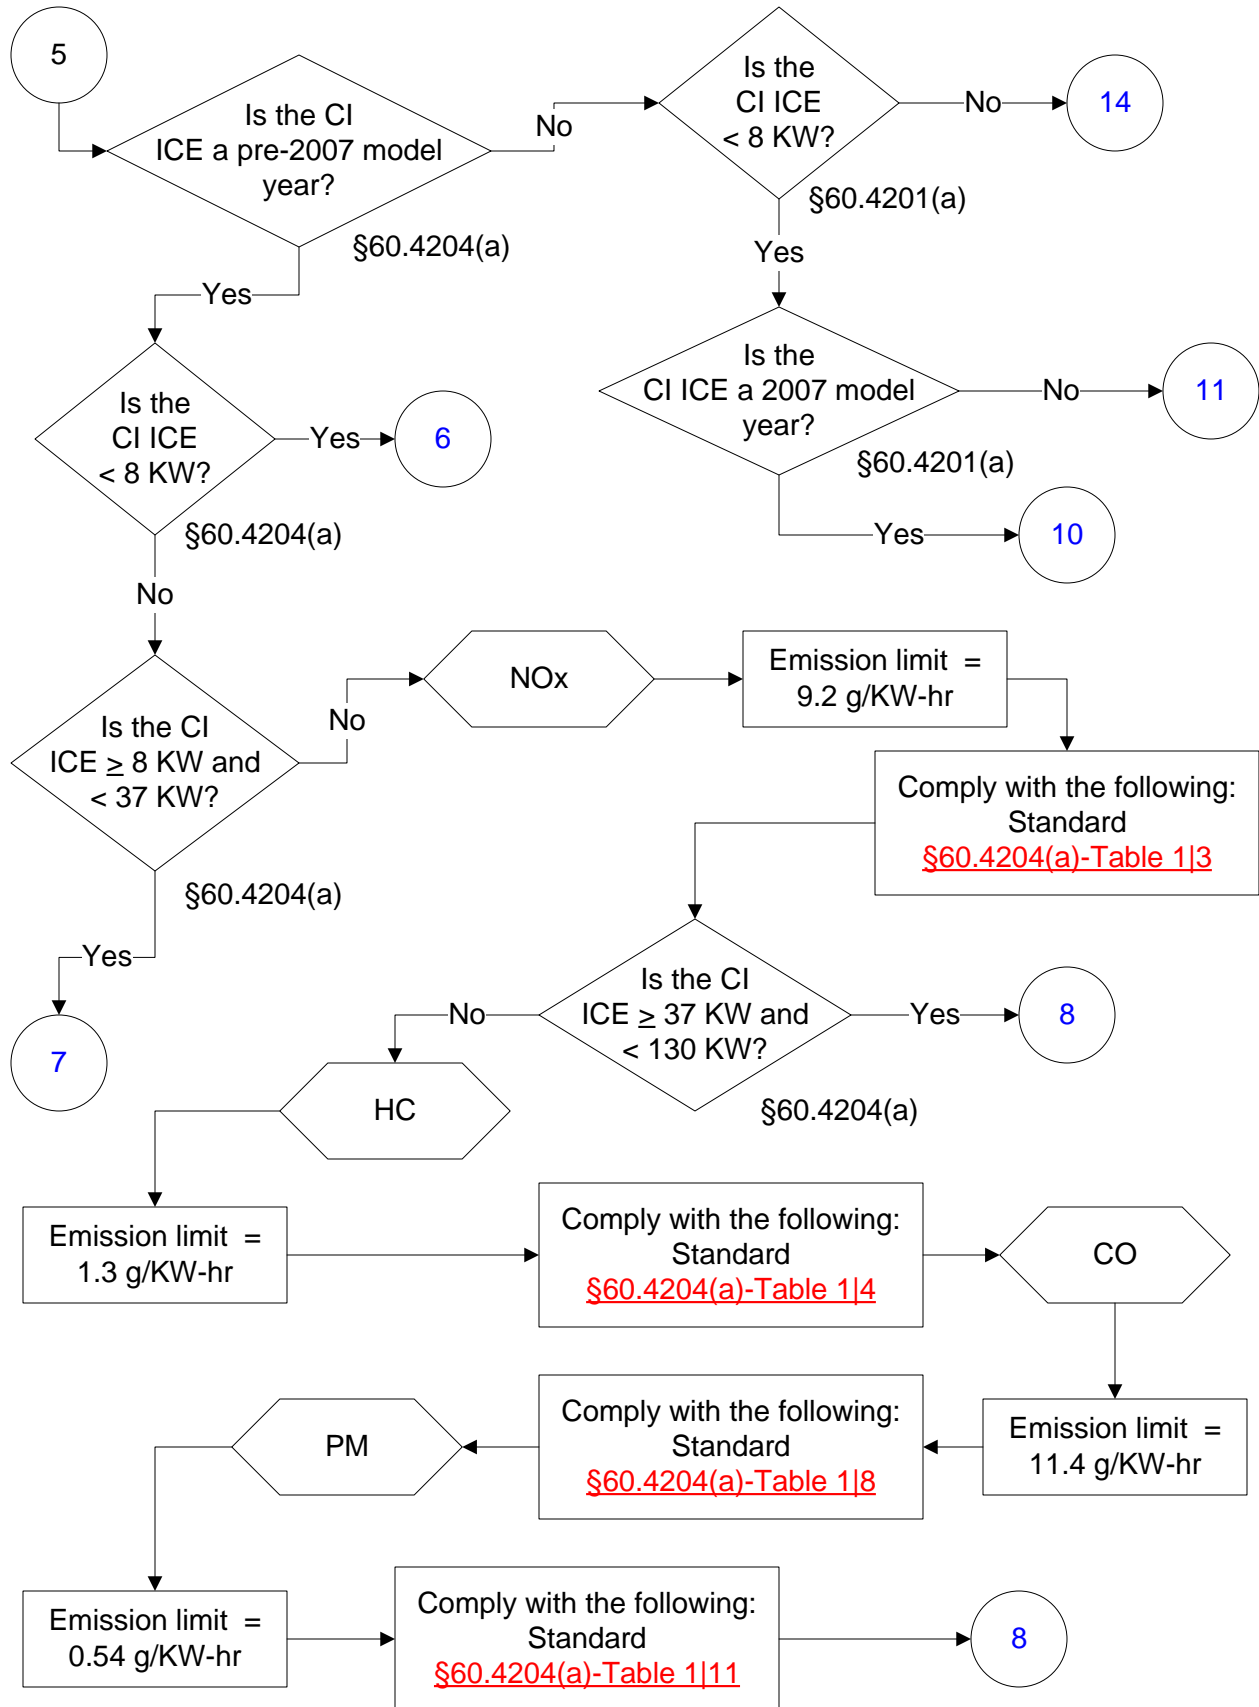 5
Is the CI
ICE a pre-2007 model
year?
§60.4204(a)
No
Is the
CI ICE
< 8 KW?
§60.4201(a)
No
14
Yes
Is the
CI ICE a 2007 model
year?
§60.4201(a)
No
11
Yes
10
Yes
Is the
CI ICE
< 8 KW?
§60.4204(a)
Yes
6
No
Is the CI
ICE ≥ 8 KW and
< 37 KW?
§60.4204(a)
Yes
7
No
NOx
Emission limit =
9.2 g/KW-hr
Comply with the following:
Standard
§60.4204(a)-Table 1|3
Is the CI
ICE ≥ 37 KW and
< 130 KW?
§60.4204(a)
Yes
8
No
HC
Emission limit =
1.3 g/KW-hr
Comply with the following:
Standard
§60.4204(a)-Table 1|4
CO
Emission limit =
11.4 g/KW-hr
Comply with the following:
Standard
§60.4204(a)-Table 1|8
PM
Emission limit =
0.54 g/KW-hr
Comply with the following:
Standard
§60.4204(a)-Table 1|11
8